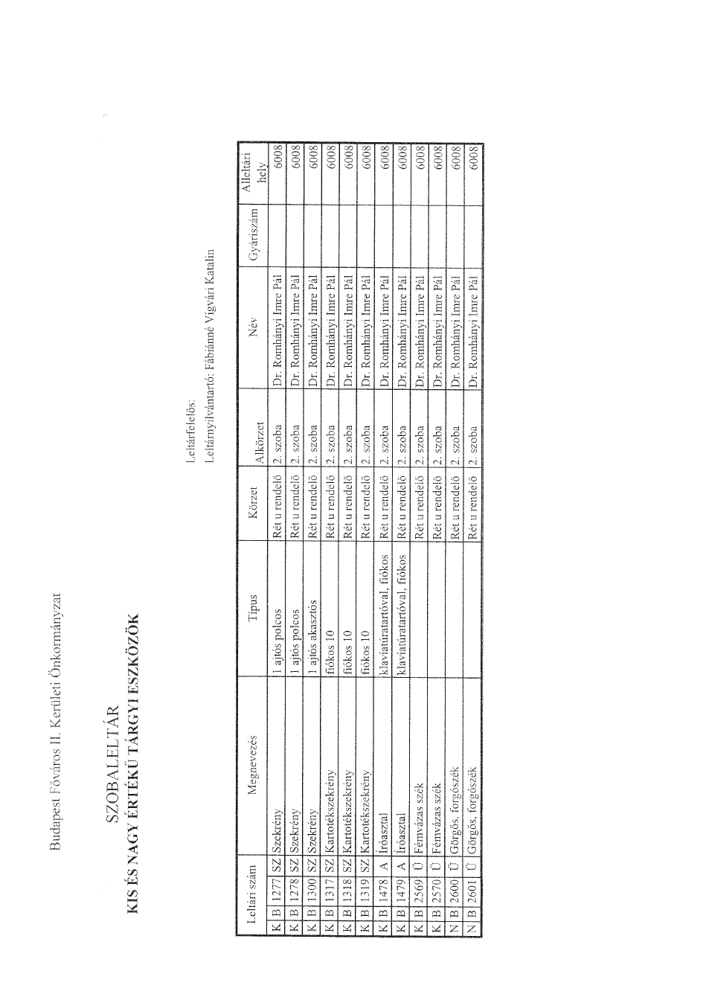 Budapest Főváros II. Kerületi Önkormányzat
SZOBALELTÁR
KIS ÉS NAGY ÉRTÉKŰ TÁRGYI ESZKÖZÖK
Leltárfelelős:
Leltárnyilvántartó: Fábiánné Vígvári Katalin
Leltári szám Megnevezés Típus Körzet Alkörzet Név Gyáriszám Alleltári hely
K B 1277 SZ Szekrény 1 ajtós polcos Rét u rendelő 2. szoba Dr. Romhányi Imre Pál 6008
K B 1278 SZ Szekrény 1 ajtós polcos Rét u rendelő 2. szoba Dr. Romhányi Imre Pál 6008
K B 1300 SZ Szekrény 1 ajtós akasztós Rét u rendelő 2. szoba Dr. Romhányi Imre Pál 6008
K B 1317 SZ Kartotékszekrény fiókos 10 Rét u rendelő 2. szoba Dr. Romhányi Imre Pál 6008
K B 1318 SZ Kartotékszekrény fiókos 10 Rét u rendelő 2. szoba Dr. Romhányi Imre Pál 6008
K B 1319 SZ Kartotékszekrény fiókos 10 Rét u rendelő 2. szoba Dr. Romhányi Imre Pál 6008
K B 1478 A Íróasztal klaviatúratartóval, fiókos Rét u rendelő 2. szoba Dr. Romhányi Imre Pál 6008
K B 1479 A Íróasztal klaviatúratartóval, fiókos Rét u rendelő 2. szoba Dr. Romhányi Imre Pál 6008
K B 2569 Ü Fémvázas szék Rét u rendelő 2. szoba Dr. Romhányi Imre Pál 6008
K B 2570 Ü Fémvázas szék Rét u rendelő 2. szoba Dr. Romhányi Imre Pál 6008
N B 2600 Ü Görgős, forgószék Rét u rendelő 2. szoba Dr. Romhányi Imre Pál 6008
N B 2601 Ü Görgős, forgószék Rét u rendelő 2. szoba Dr. Romhányi Imre Pál 6008